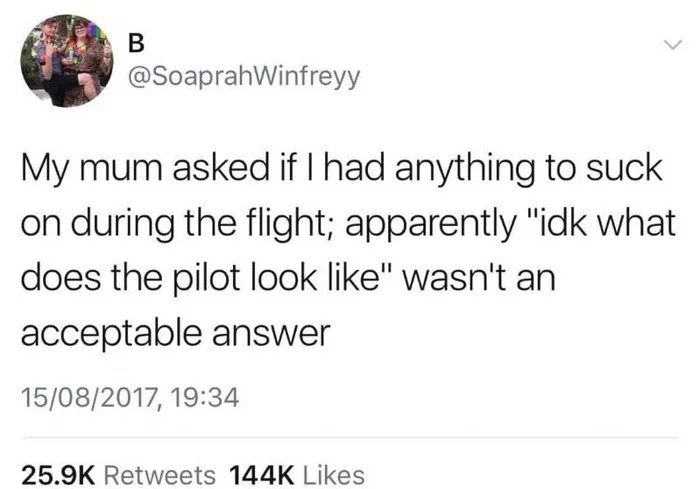 B
@SoaprahWinfreyy
My mum asked if I had anything to suck
on during the flight; apparently "idk what
does the pilot look like" wasn't an
acceptable answer
15/08/2017, 19:34
25.9K Retweets 144K Likes